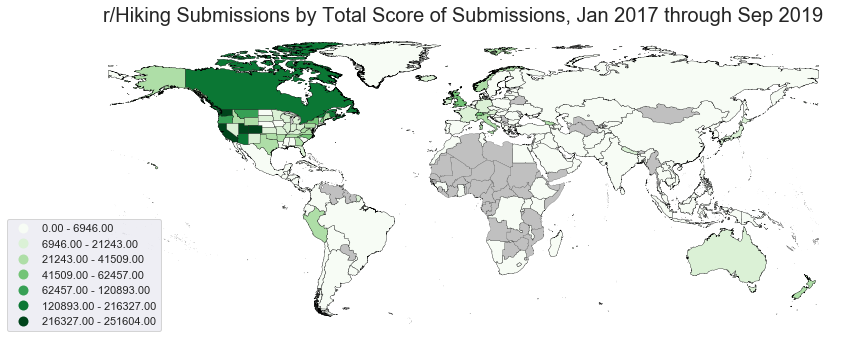 r/Hiking Submissions by Total Score of Submissions, Jan 2017 through Sep 2019
0.00 - 6946.00
6946.00 - 21243.00
21243.00 - 41509.00
41509.00 - 62457.00
62457.00 - 120893.00
120893.00 - 216327.00
216327.00 - 251604.00